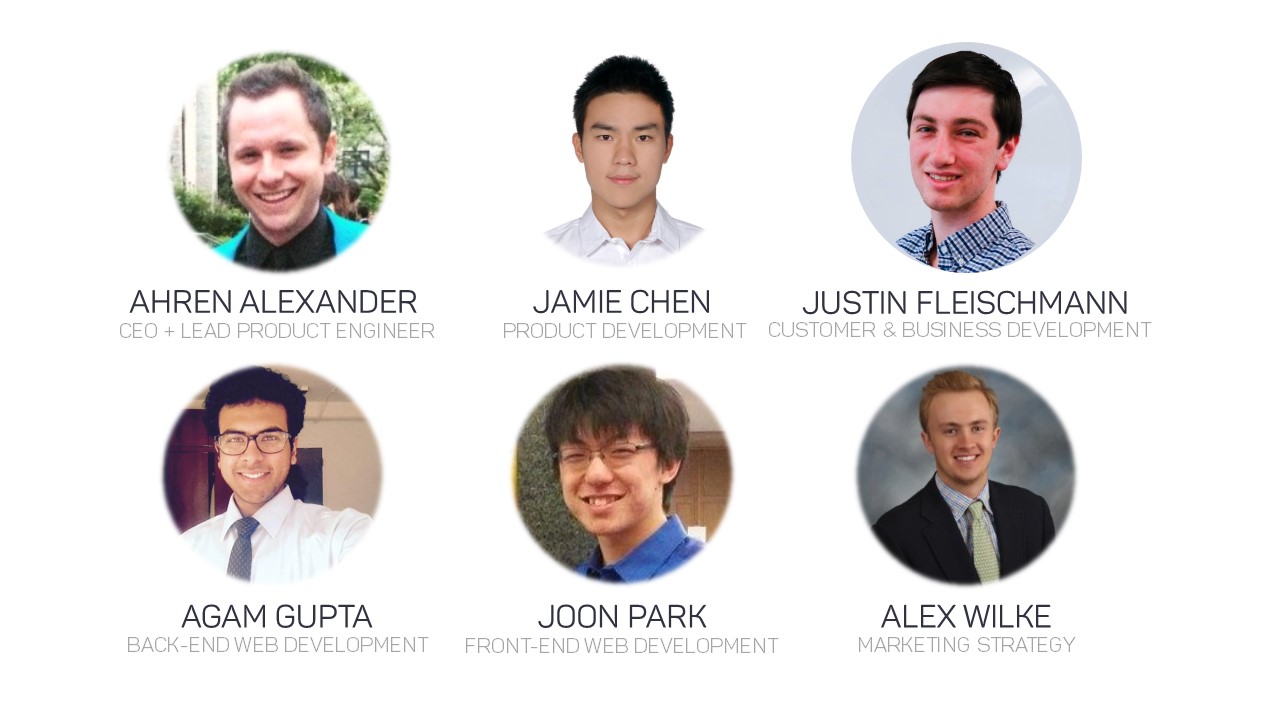 AHREN ALEXANDER
CEO + LEAD PRODUCT ENGINEER
JAMIE CHEN
PRODUCT DEVELOPMENT
JUSTIN FLEISCHMANN
CUSTOMER & BUSINESS DEVELOPMENT
AGAM GUPTA
BACK-END WEB DEVELOPMENT
JOON PARK
FRONT-END WEB DEVELOPMENT
ALEX WILKE
MARKETING STRATEGY